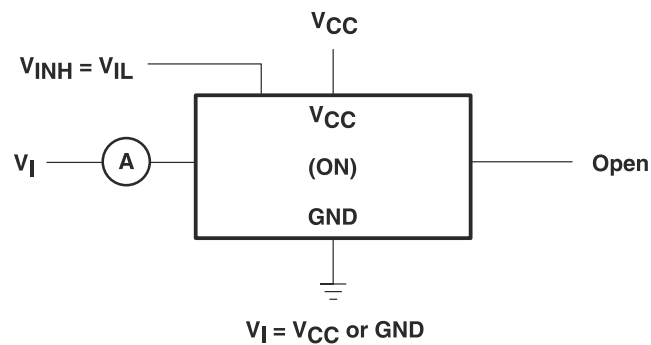 VCC
VINH = VIL
VCC
VI
A
(ON)
Open
GND
VI = VCC or GND